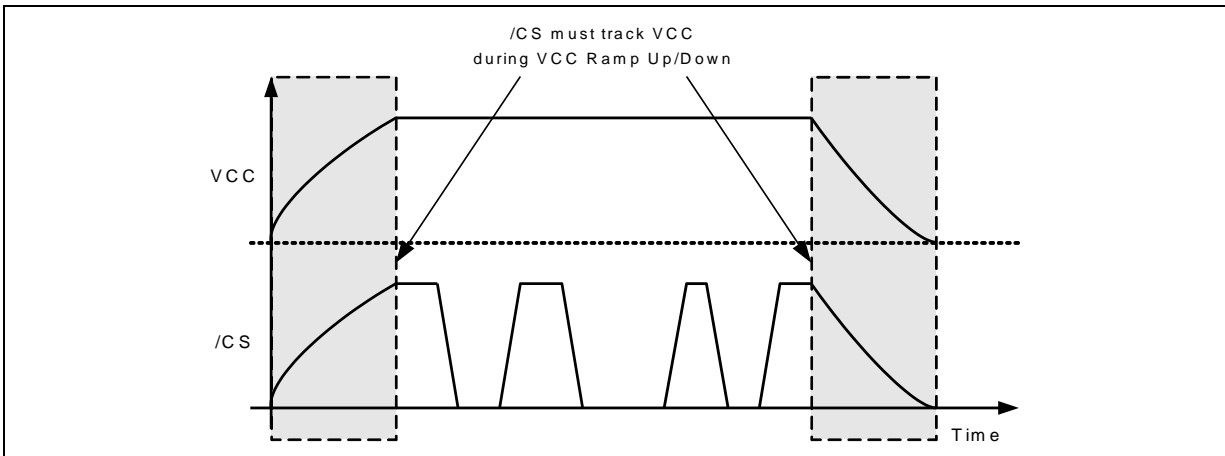 /CS must track VCC
during VCC Ramp Up/Down
VCC
/CS
Time